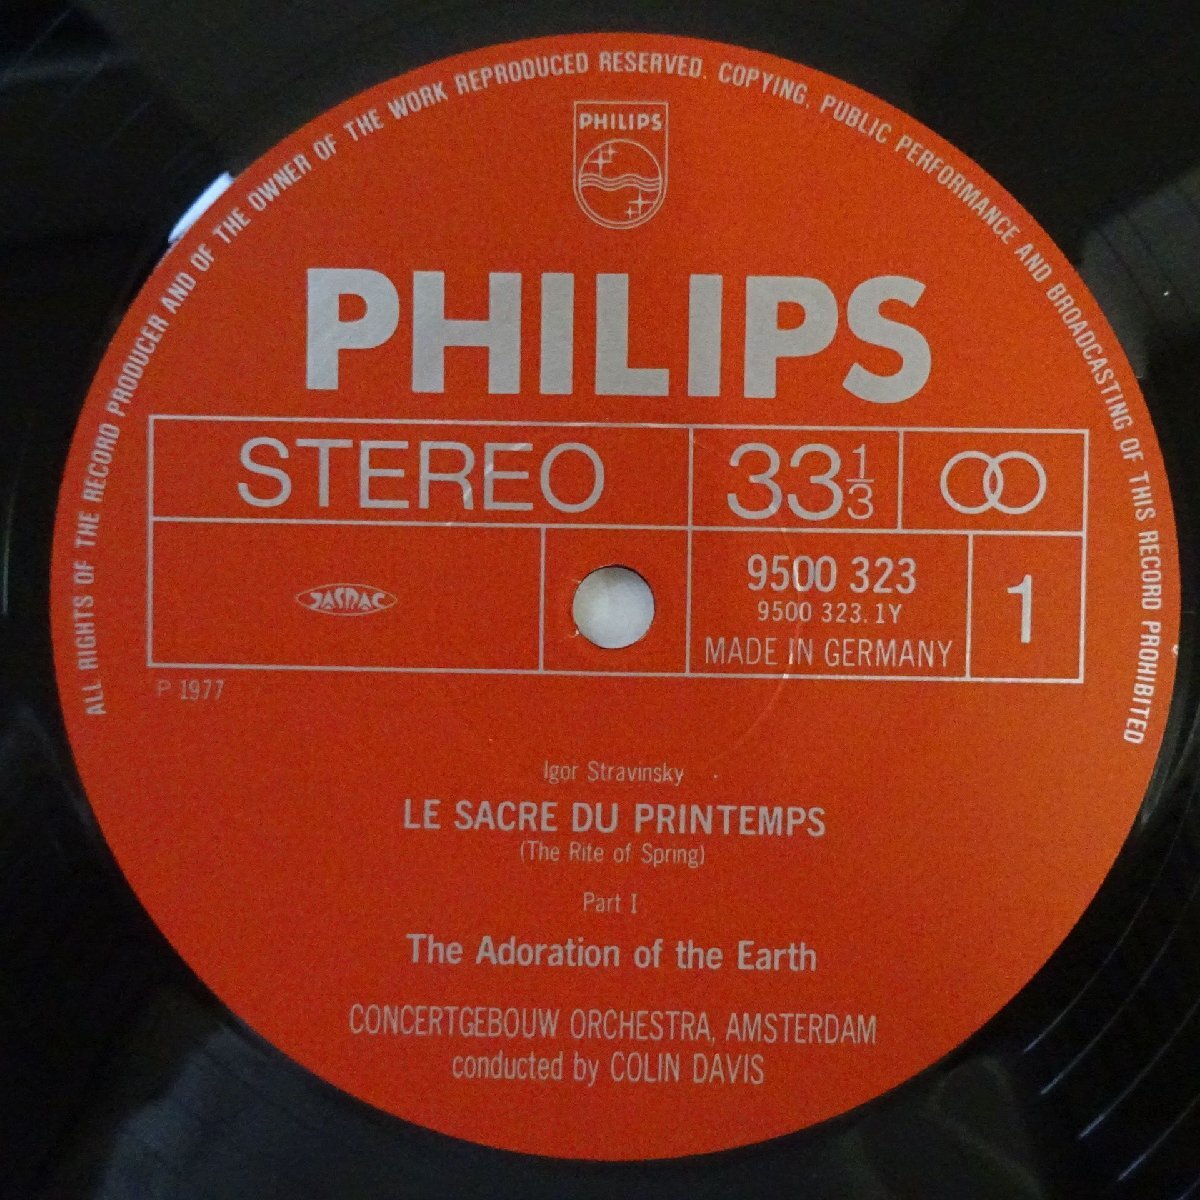 ALL RIGHTS OF THE RECORD PRODUCER AND OF THE OWNER OF THE WORK REPRODUCED RESERVED. COPYING, PUBLIC PERFORMANCE AND BROADCASTING OF THIS RECORD PROHIBITED
PHILIPS
PHILIPS
STEREO
33 1/3
9500 323
9500 323.1Y
MADE IN GERMANY
1
JASRAC
P 1977
Igor Stravinsky
LE SACRE DU PRINTEMPS
(The Rite of Spring)
Part I
The Adoration of the Earth
CONCERTGEBOUW ORCHESTRA, AMSTERDAM
conducted by COLIN DAVIS